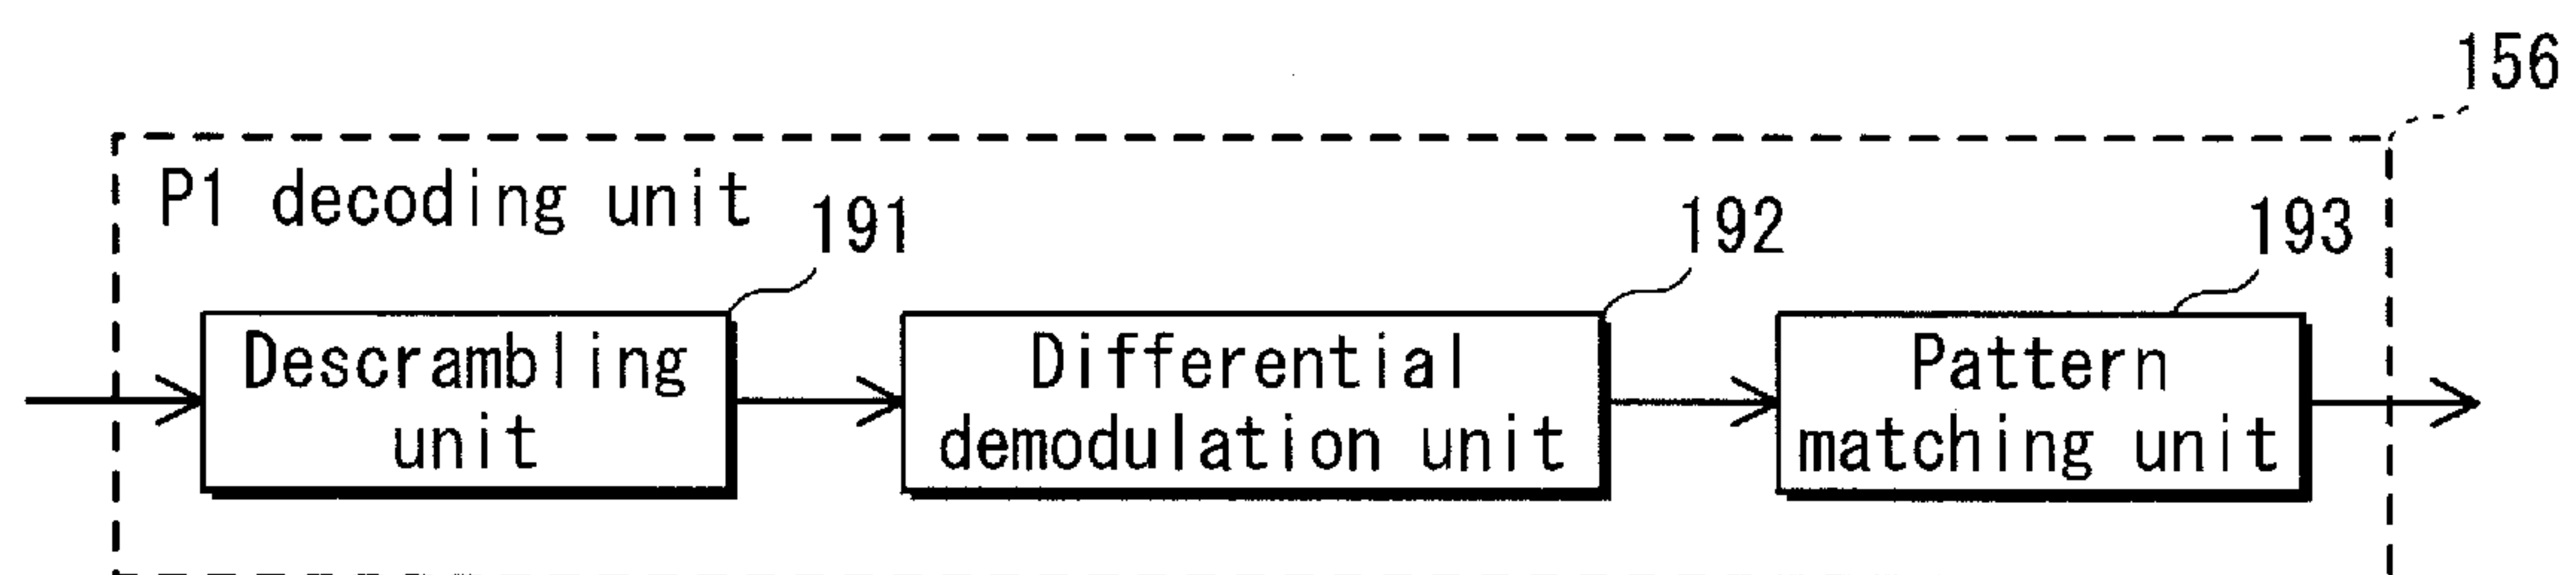 156
P1 decoding unit
191
192
193
Descrambling
unit
Differential
demodulation unit
Pattern
matching unit